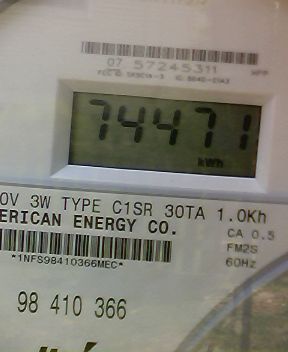 07 57245311
74471
kWh
0V 3W TYPE C1SR 30TA 1.0Kh
ERICAN ENERGY CO.
CA 0.5
FM2S
60Hz
*1NFS98410366MEC*
98 410 366